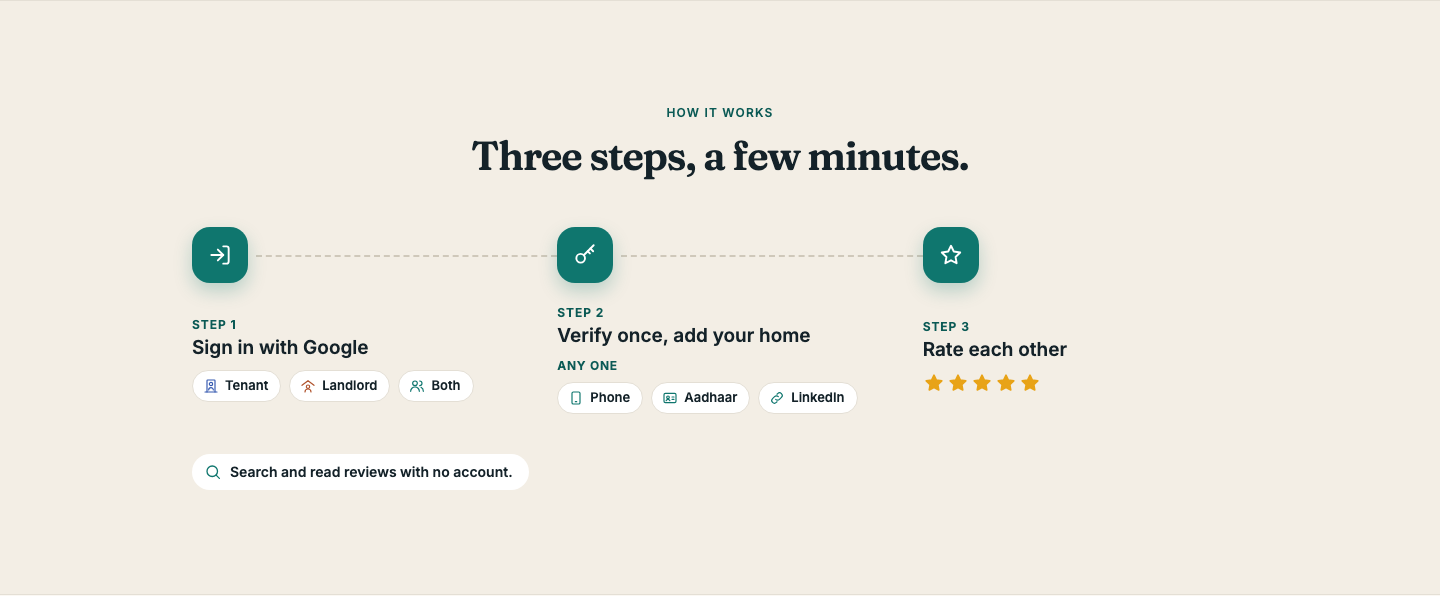 HOW IT WORKS
Three steps, a few minutes.
STEP 1
Sign in with Google
Tenant
Landlord
Both
STEP 2
Verify once, add your home
ANY ONE
Phone
Aadhaar
LinkedIn
STEP 3
Rate each other
Search and read reviews with no account.